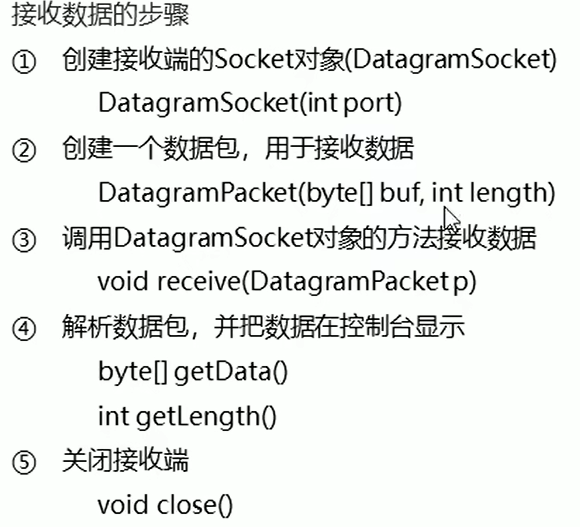 接收数据的步骤
① 创建接收端的Socket对象(DatagramSocket)
DatagramSocket(int port)
② 创建一个数据包，用于接收数据
DatagramPacket(byte[] buf, int length)
③ 调用DatagramSocket对象的方法接收数据
void receive(DatagramPacket p)
④ 解析数据包，并把数据在控制台显示
byte[] getData()
int getLength()
⑤ 关闭接收端
void close()